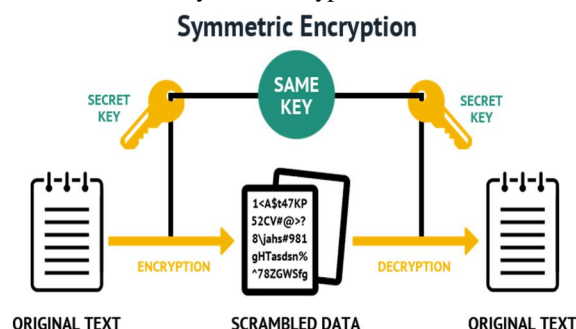 Symmetric Encryption
SECRET
KEY
SAME
KEY
SECRET
KEY
1<A$t47KP
52CV#@>?
8\jahs#981
gHTasdsn%
^78ZGWSfg
ENCRYPTION
DECRYPTION
ORIGINAL TEXT
SCRAMBLED DATA
ORIGINAL TEXT